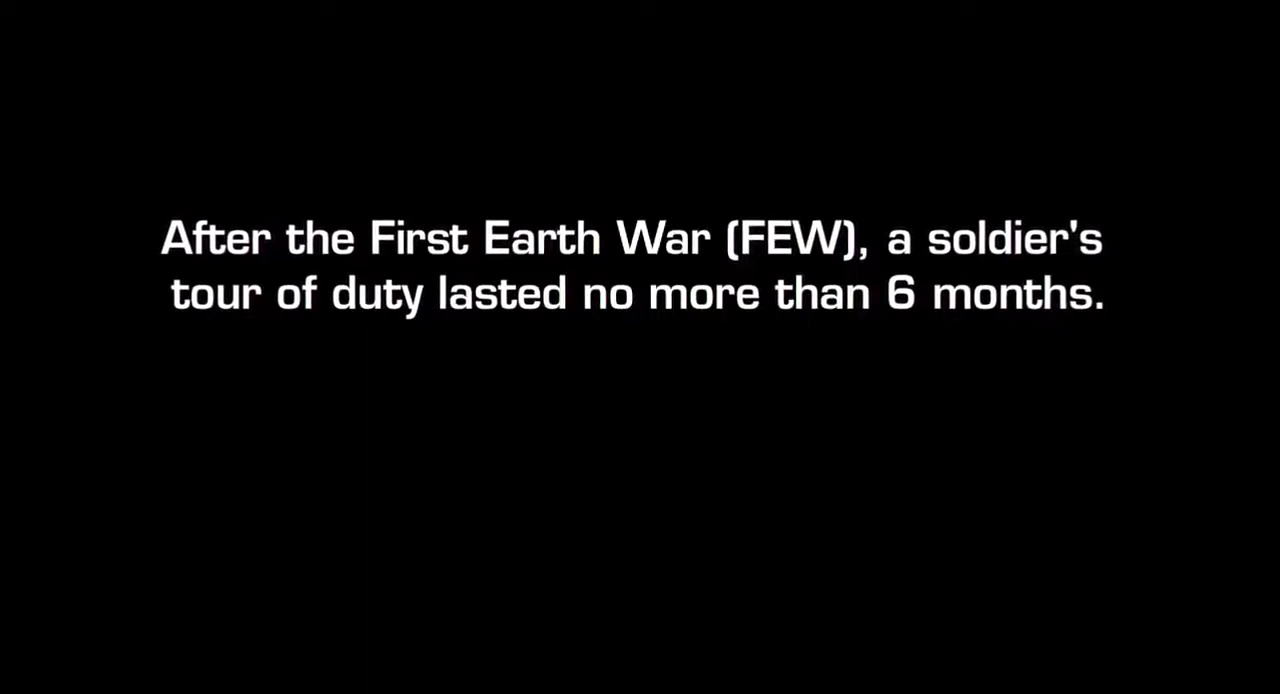 After the First Earth War (FEW), a soldier's
tour of duty lasted no more than 6 months.